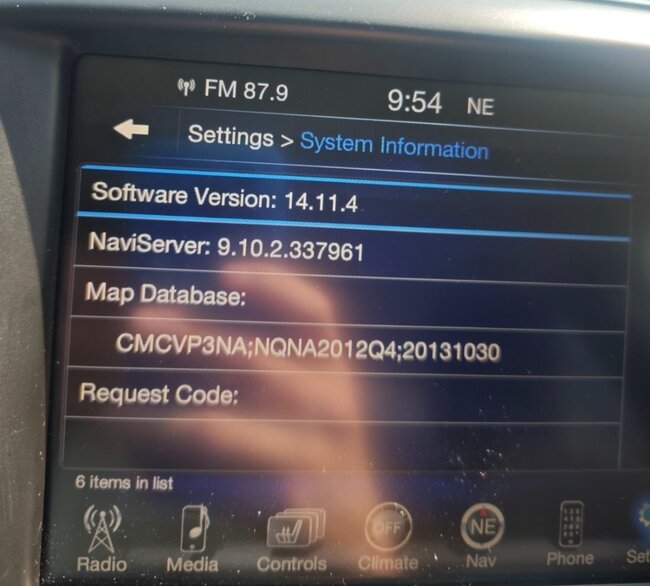 FM 87.9 9:54 NE
Settings > System Information
Software Version: 14.11.4
NaviServer: 9.10.2.337961
Map Database:
CMCVP3NA;NQNA2012Q4;20131030
Request Code:
6 items in list
OFF NE
Radio Media Controls Climate Nav Phone